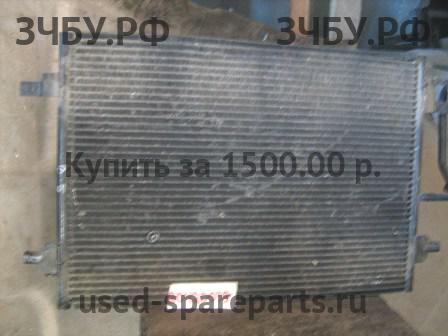 ЗЧБУ.РФ ЗЧБУ.РФ
Купить за 1500.00 р.
used-spareparts.ru